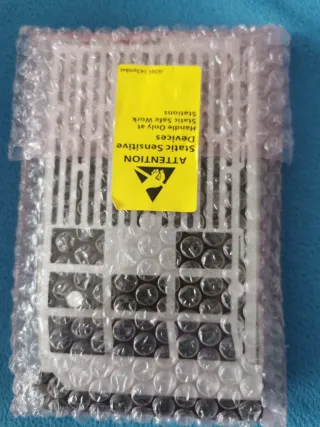 ATTENTION
Static Sensitive
Devices
Handle Only at
Static Safe Work
Stations